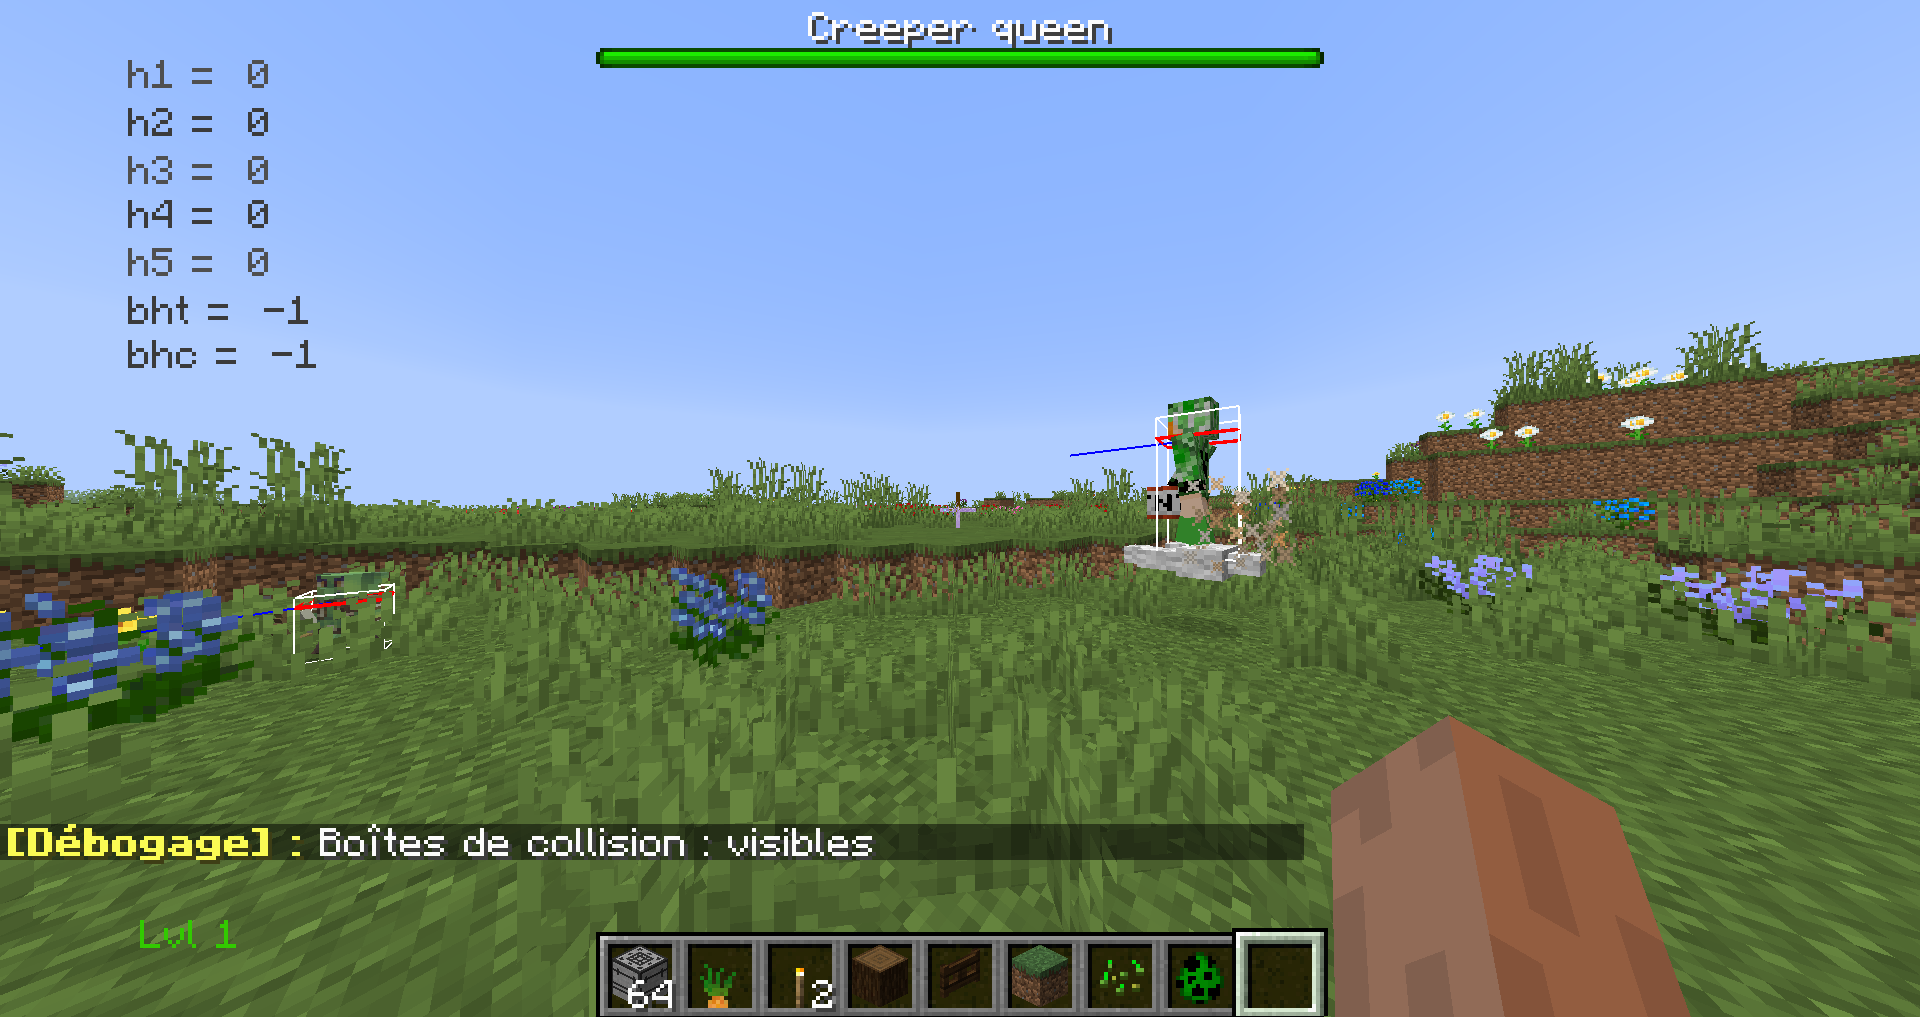 Creeper queen
h1 = 0
h2 = 0
h3 = 0
h4 = 0
h5 = 0
bht = -1
bhc = -1
[Débogage] : Boîtes de collision : visibles
Lvl 1
64
2